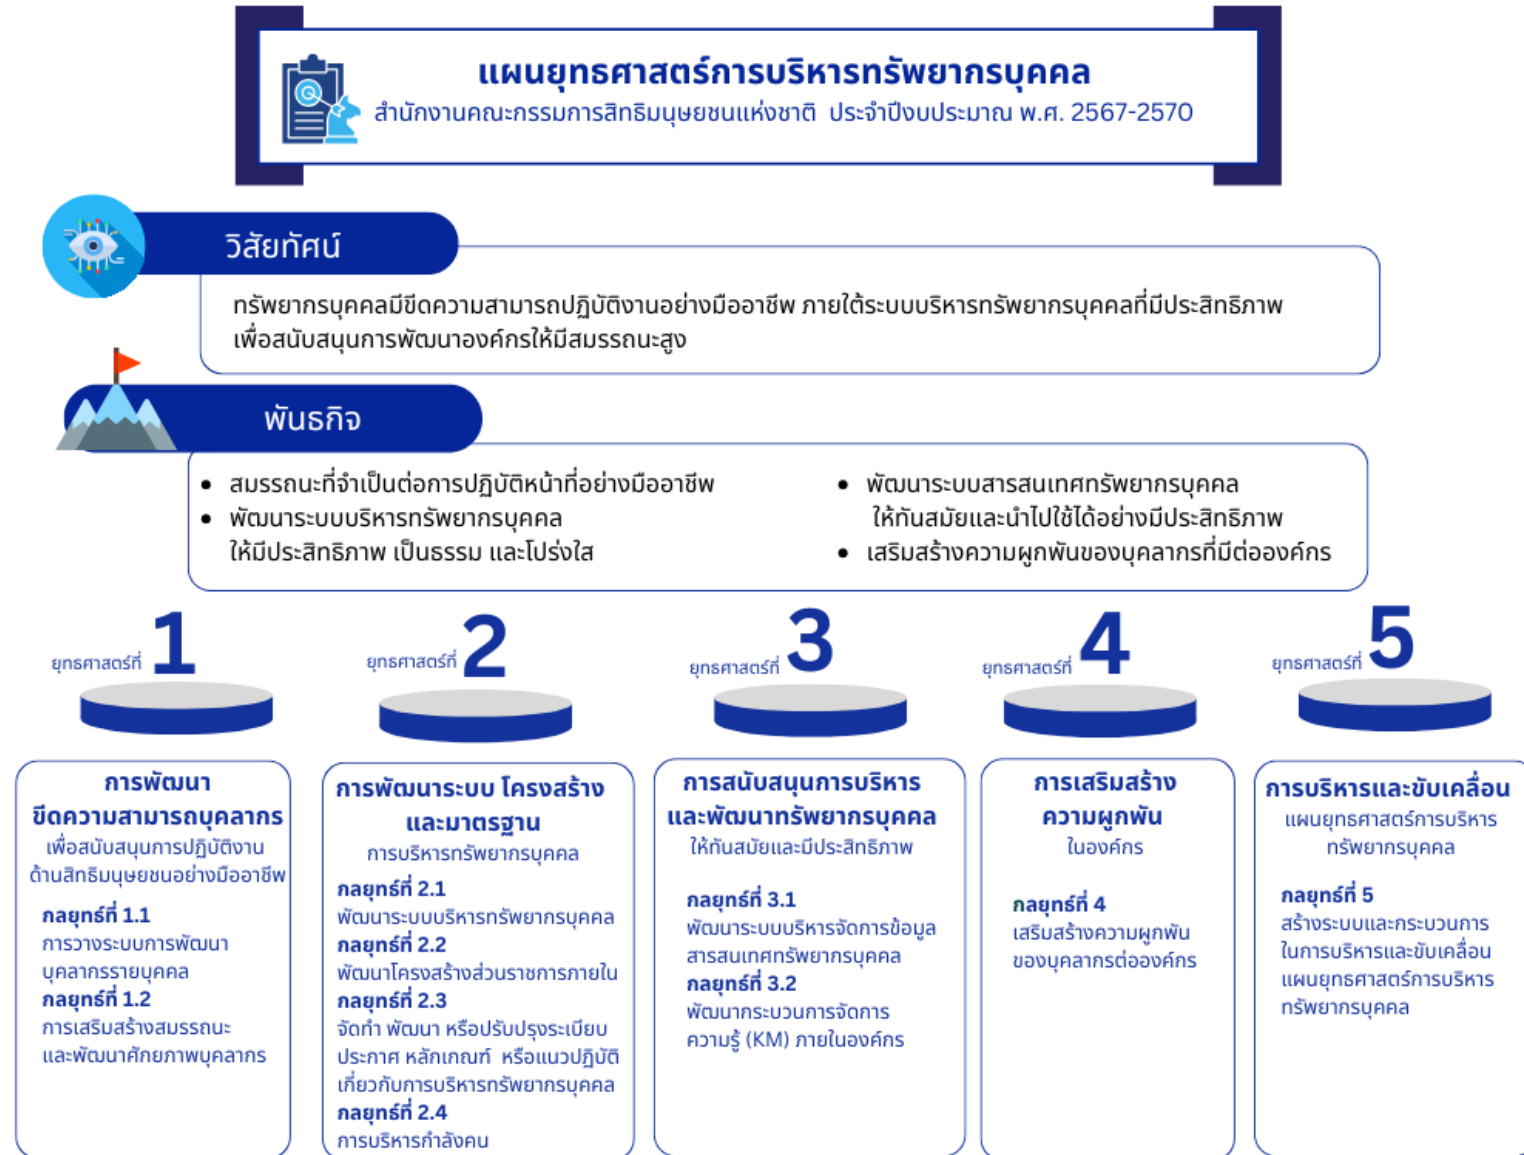 แผนยุทธศาสตร์การบริหารทรัพยากรบุคคล
สำนักงานคณะกรรมการสิทธิมนุษยชนแห่งชาติ ประจำปีงบประมาณ พ.ศ. 2567-2570
วิสัยทัศน์
ทรัพยากรบุคคลมีขีดความสามารถปฏิบัติงานอย่างมืออาชีพ ภายใต้ระบบบริหารทรัพยากรบุคคลที่มีประสิทธิภาพ
เพื่อสนับสนุนการพัฒนาองค์กรให้มีสมรรถนะสูง
พันธกิจ
• สมรรถนะที่จำเป็นต่อการปฏิบัติหน้าที่อย่างมืออาชีพ
• พัฒนาระบบบริหารทรัพยากรบุคคล
ให้มีประสิทธิภาพ เป็นธรรม และโปร่งใส
• พัฒนาระบบสารสนเทศทรัพยากรบุคคล
ให้ทันสมัยและนำไปใช้ได้อย่างมีประสิทธิภาพ
• เสริมสร้างความผูกพันของบุคลากรที่มีต่อองค์กร
ยุทธศาสตร์ที่ 1
การพัฒนา
ขีดความสามารถบุคลากร
เพื่อสนับสนุนการปฏิบัติงาน
ด้านสิทธิมนุษยชนอย่างมืออาชีพ
กลยุทธ์ที่ 1.1
การวางระบบการพัฒนา
บุคลากรรายบุคคล
กลยุทธ์ที่ 1.2
การเสริมสร้างสมรรถนะ
และพัฒนาศักยภาพบุคลากร
ยุทธศาสตร์ที่ 2
การพัฒนาระบบ โครงสร้าง
และมาตรฐาน
การบริหารทรัพยากรบุคคล
กลยุทธ์ที่ 2.1
พัฒนาระบบบริหารทรัพยากรบุคคล
กลยุทธ์ที่ 2.2
พัฒนาโครงสร้างส่วนราชการภายใน
กลยุทธ์ที่ 2.3
จัดทำ พัฒนา หรือปรับปรุงระเบียบ
ประกาศ หลักเกณฑ์ หรือแนวปฏิบัติ
เกี่ยวกับการบริหารทรัพยากรบุคคล
กลยุทธ์ที่ 2.4
การบริหารกำลังคน
ยุทธศาสตร์ที่ 3
การสนับสนุนการบริหาร
และพัฒนาทรัพยากรบุคคล
ให้ทันสมัยและมีประสิทธิภาพ
กลยุทธ์ที่ 3.1
พัฒนาระบบบริหารจัดการข้อมูล
สารสนเทศทรัพยากรบุคคล
กลยุทธ์ที่ 3.2
พัฒนากระบวนการจัดการ
ความรู้ (KM) ภายในองค์กร
ยุทธศาสตร์ที่ 4
การเสริมสร้าง
ความผูกพัน
ในองค์กร
กลยุทธ์ที่ 4
เสริมสร้างความผูกพัน
ของบุคลากรต่อองค์กร
ยุทธศาสตร์ที่ 5
การบริหารและขับเคลื่อน
แผนยุทธศาสตร์การบริหาร
ทรัพยากรบุคคล
กลยุทธ์ที่ 5
สร้างระบบและกระบวนการ
ในการบริหารและขับเคลื่อน
แผนยุทธศาสตร์การบริหาร
ทรัพยากรบุคคล